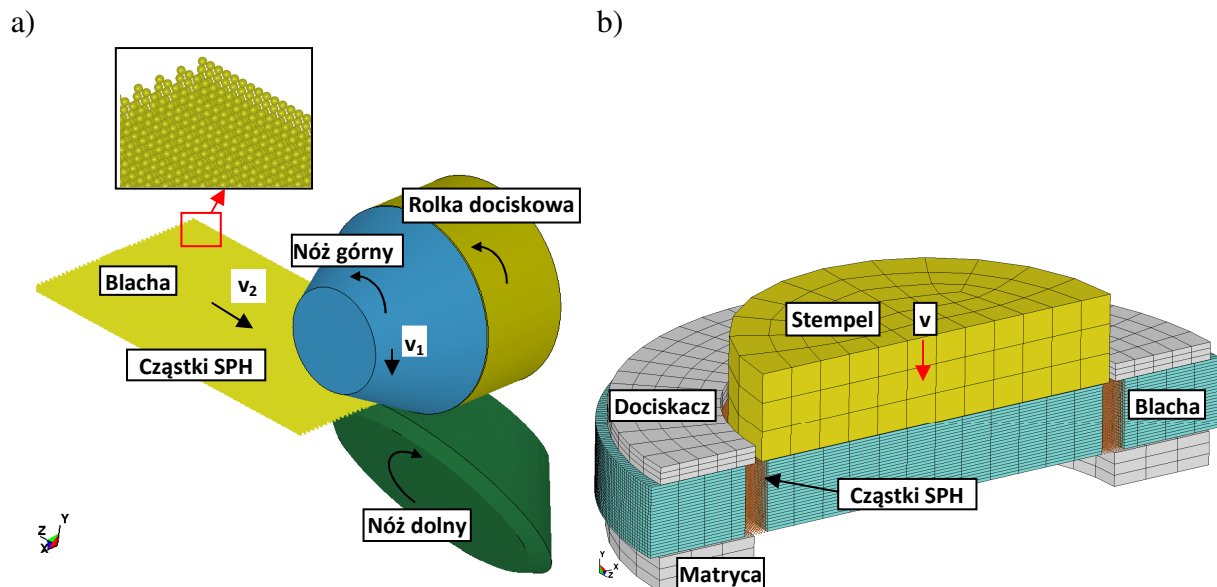 a)
b)
Rolka dociskowa
Nóż górny
Blacha
v₂
v₁
Cząstki SPH
Nóż dolny
Y
Z
X
Stempel
v
Dociskacz
Blacha
Cząstki SPH
Matryca
Y
X
Z